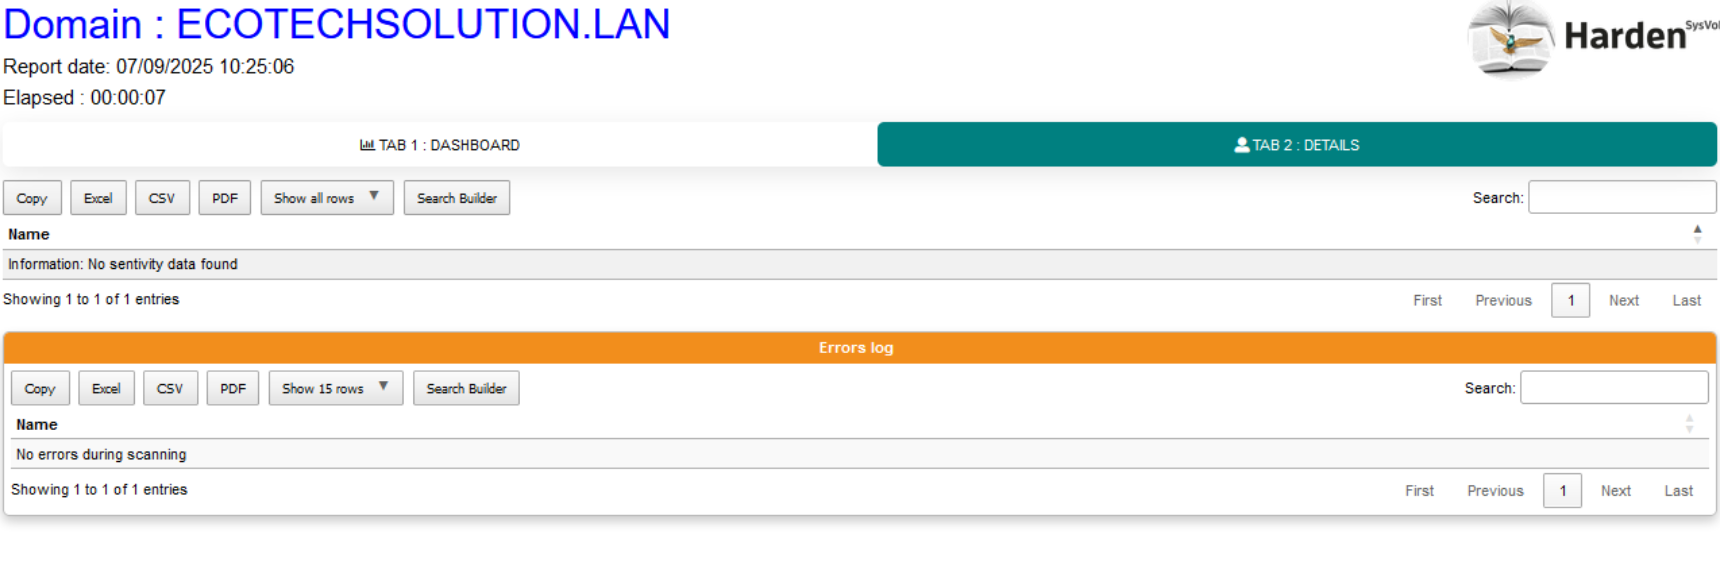 Domain : ECOTECHSOLUTION.LAN
Harden SysVol
Report date: 07/09/2025 10:25:06
Elapsed : 00:00:07
TAB 1 : DASHBOARD TAB 2 : DETAILS
Copy Excel CSV PDF Show all rows ▼ Search Builder Search:
Name
Information: No sentivity data found
Showing 1 to 1 of 1 entries First Previous 1 Next Last
Errors log
Copy Excel CSV PDF Show 15 rows ▼ Search Builder Search:
Name
No errors during scanning
Showing 1 to 1 of 1 entries First Previous 1 Next Last